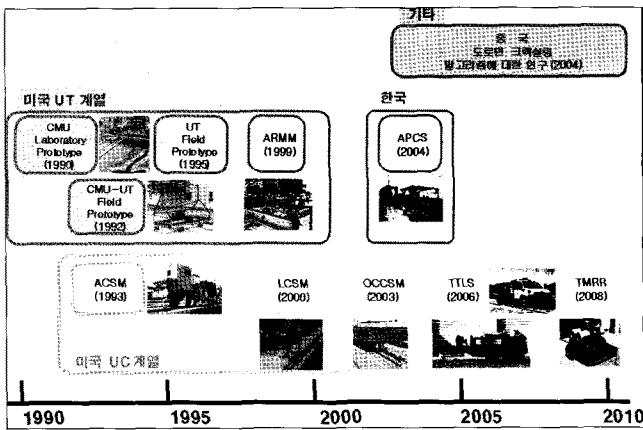 기타
중 국
도로면 크랙실링
알고리즘에 대한 연구(2004)
미국 UT 계열
한국
CMU
Laboratory
Prototype
(1990)
UT
Field
Prototype
(1995)
ARMM
(1999)
APCS
(2004)
CMU-UT
Field
Prototype
(1992)
ACSM
(1993)
LCSM
(2000)
OCCSM
(2003)
TTLS
(2006)
TMRR
(2008)
미국 UC 계열
1990
1995
2000
2005
2010